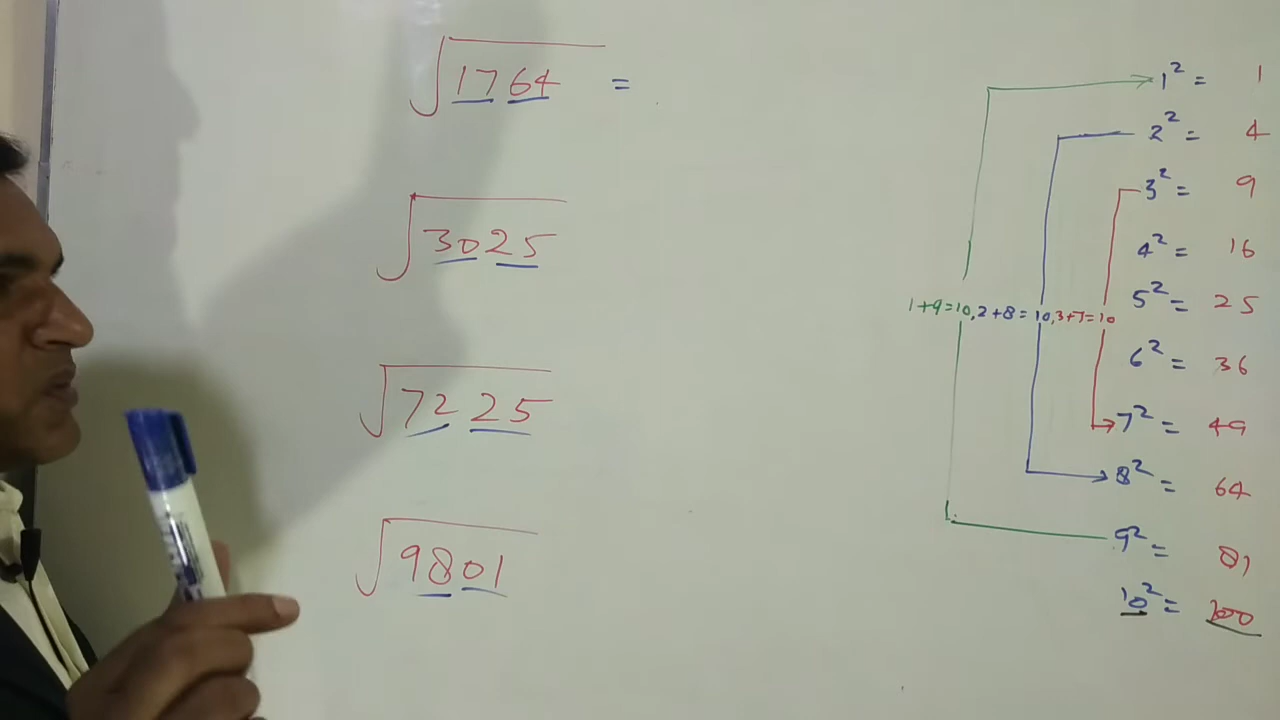 √1764 =
√3025
√7225
√9801
1² = 1
2² = 4
3² = 9
4² = 16
5² = 25
1+9=10, 2+8=10, 3+7=10
6² = 36
7² = 49
8² = 64
9² = 81
10² = 100